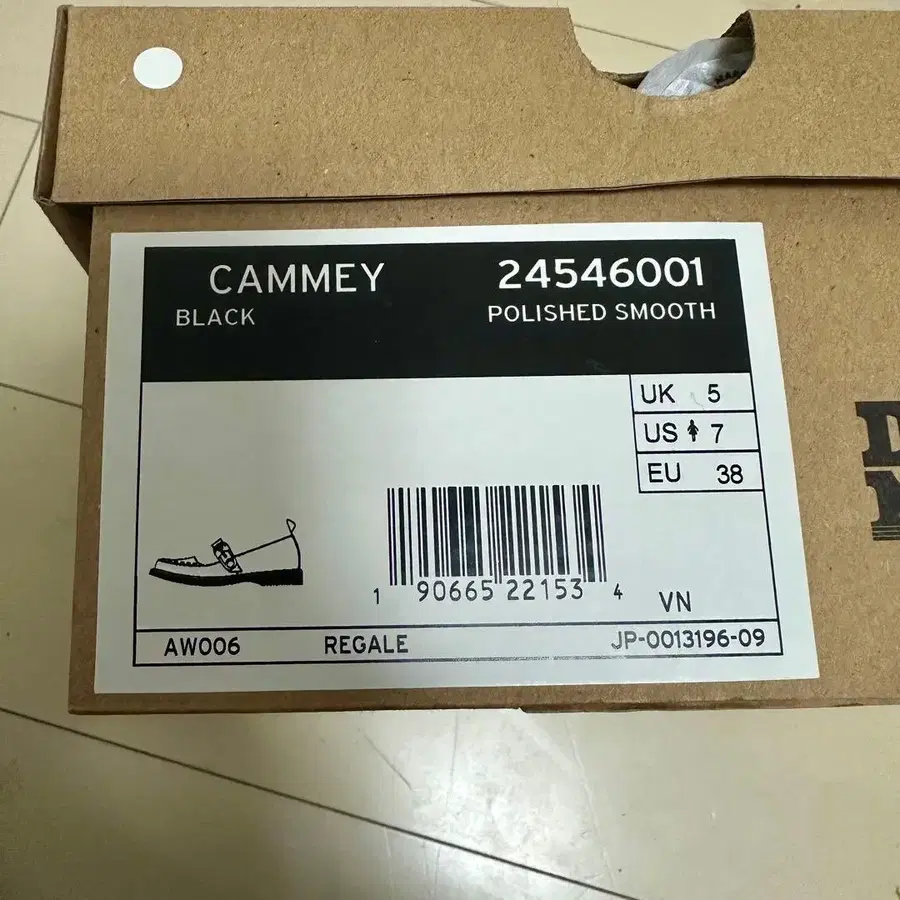 CAMMEY 24546001
BLACK POLISHED SMOOTH
UK 5
US 7
EU 38
1 90665 22153 4
VN
AW006 REGALE JP-0013196-09